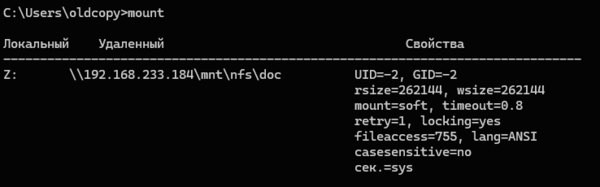 C:\Users\oldcopy>mount
Локальный Удаленный Свойства
-------------------------------------------------------------------------------
Z: \\192.168.233.184\mnt\nfs\doc UID=-2, GID=-2
rsize=262144, wsize=262144
mount=soft, timeout=0.8
retry=1, locking=yes
fileaccess=755, lang=ANSI
casesensitive=no
сек.=sys